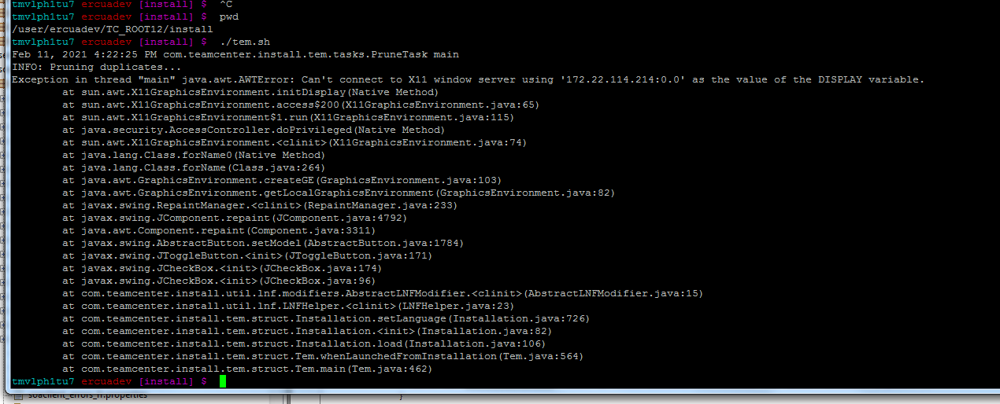 tmvlph1tu7 ercuadev [install] $  ^C
tmvlph1tu7 ercuadev [install] $  pwd
/user/ercuadev/TC_ROOT12/install
tmvlph1tu7 ercuadev [install] $  ./tem.sh
Feb 11, 2021 4:22:25 PM com.teamcenter.install.tem.tasks.PruneTask main
INFO: Pruning duplicates...
Exception in thread "main" java.awt.AWTError: Can't connect to X11 window server using '172.22.114.214:0.0' as the value of the DISPLAY variable.
        at sun.awt.X11GraphicsEnvironment.initDisplay(Native Method)
        at sun.awt.X11GraphicsEnvironment.access$200(X11GraphicsEnvironment.java:65)
        at sun.awt.X11GraphicsEnvironment$1.run(X11GraphicsEnvironment.java:115)
        at java.security.AccessController.doPrivileged(Native Method)
        at sun.awt.X11GraphicsEnvironment.<clinit>(X11GraphicsEnvironment.java:74)
        at java.lang.Class.forName0(Native Method)
        at java.lang.Class.forName(Class.java:264)
        at java.awt.GraphicsEnvironment.createGE(GraphicsEnvironment.java:103)
        at java.awt.GraphicsEnvironment.getLocalGraphicsEnvironment(GraphicsEnvironment.java:82)
        at javax.swing.RepaintManager.<clinit>(RepaintManager.java:233)
        at javax.swing.JComponent.repaint(JComponent.java:4792)
        at java.awt.Component.repaint(Component.java:3311)
        at javax.swing.AbstractButton.setModel(AbstractButton.java:1784)
        at javax.swing.JToggleButton.<init>(JToggleButton.java:171)
        at javax.swing.JCheckBox.<init>(JCheckBox.java:174)
        at javax.swing.JCheckBox.<init>(JCheckBox.java:96)
        at com.teamcenter.install.util.lnf.modifiers.AbstractLNFModifier.<clinit>(AbstractLNFModifier.java:15)
        at com.teamcenter.install.util.lnf.LNFHelper.<clinit>(LNFHelper.java:23)
        at com.teamcenter.install.tem.struct.Installation.setLanguage(Installation.java:726)
        at com.teamcenter.install.tem.struct.Installation.<init>(Installation.java:82)
        at com.teamcenter.install.tem.struct.Installation.load(Installation.java:106)
        at com.teamcenter.install.tem.struct.Tem.whenLaunchedFromInstallation(Tem.java:564)
        at com.teamcenter.install.tem.struct.Tem.main(Tem.java:462)
tmvlph1tu7 ercuadev [install] $